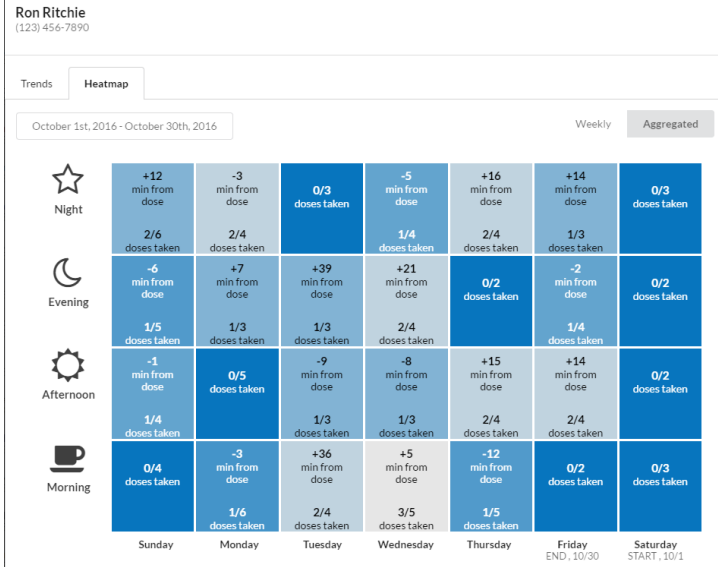 Ron Ritchie
(123) 456-7890
Trends Heatmap
October 1st, 2016 - October 30th, 2016 Weekly Aggregated
Night
+12 min from dose 2/6 doses taken
-3 min from dose 2/4 doses taken
0/3 doses taken
-5 min from dose 1/4 doses taken
+16 min from dose 2/4 doses taken
+14 min from dose 1/3 doses taken
0/3 doses taken
Evening
-6 min from dose 1/5 doses taken
+7 min from dose 1/3 doses taken
+39 min from dose 1/3 doses taken
+21 min from dose 2/4 doses taken
0/2 doses taken
-2 min from dose 1/4 doses taken
0/2 doses taken
Afternoon
-1 min from dose 1/4 doses taken
0/5 doses taken
-9 min from dose 1/3 doses taken
-8 min from dose 1/3 doses taken
+15 min from dose 2/4 doses taken
+14 min from dose 2/4 doses taken
0/2 doses taken
Morning
0/4 doses taken
-3 min from dose 1/6 doses taken
+36 min from dose 2/4 doses taken
+5 min from dose 3/5 doses taken
-12 min from dose 1/5 doses taken
0/2 doses taken
0/3 doses taken
Sunday Monday Tuesday Wednesday Thursday Friday Saturday
END , 10/30 START , 10/1